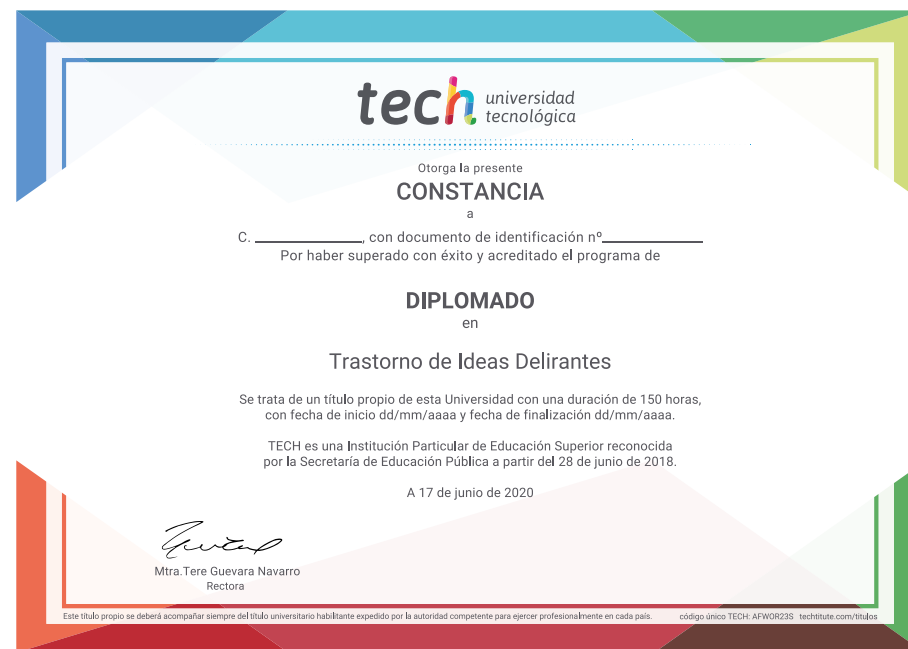 tech universidad
tecnológica
Otorga la presente
CONSTANCIA
a
C. ____________, con documento de identificación nº____________
Por haber superado con éxito y acreditado el programa de
DIPLOMADO
en
Trastorno de Ideas Delirantes
Se trata de un título propio de esta Universidad con una duración de 150 horas,
con fecha de inicio dd/mm/aaaa y fecha de finalización dd/mm/aaaa.
TECH es una Institución Particular de Educación Superior reconocida
por la Secretaría de Educación Pública a partir del 28 de junio de 2018.
A 17 de junio de 2020
Mtra.Tere Guevara Navarro
Rectora
Este título propio se deberá acompañar siempre del título universitario habilitante expedido por la autoridad competente para ejercer profesionalmente en cada país. código único TECH: AFWOR23S techtitute.com/titulos